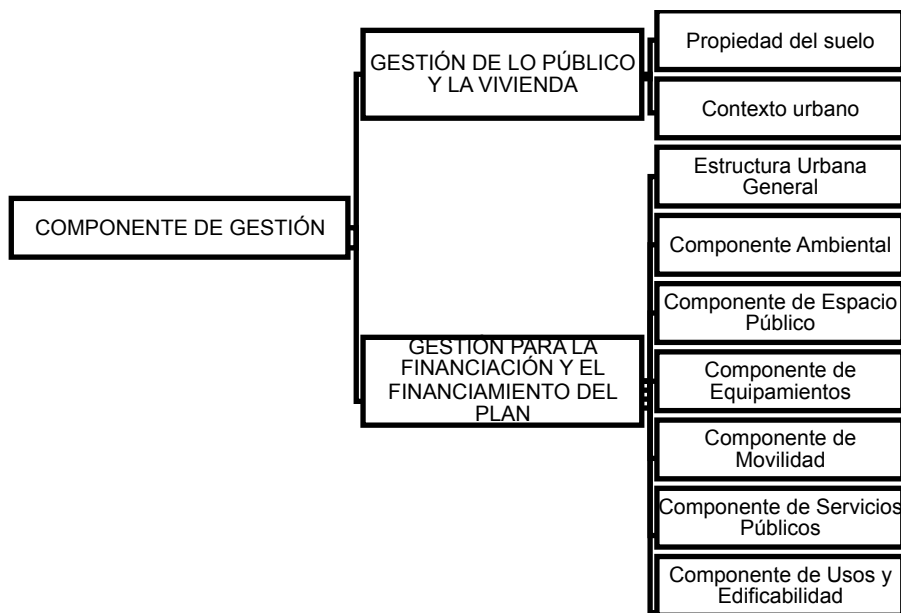 COMPONENTE DE GESTIÓN
GESTIÓN DE LO PÚBLICO
Y LA VIVIENDA
Propiedad del suelo
Contexto urbano
GESTIÓN PARA LA
FINANCIACIÓN Y EL
FINANCIAMIENTO DEL
PLAN
Estructura Urbana
General
Componente Ambiental
Componente de Espacio
Público
Componente de
Equipamientos
Componente de
Movilidad
Componente de Servicios
Públicos
Componente de Usos y
Edificabilidad